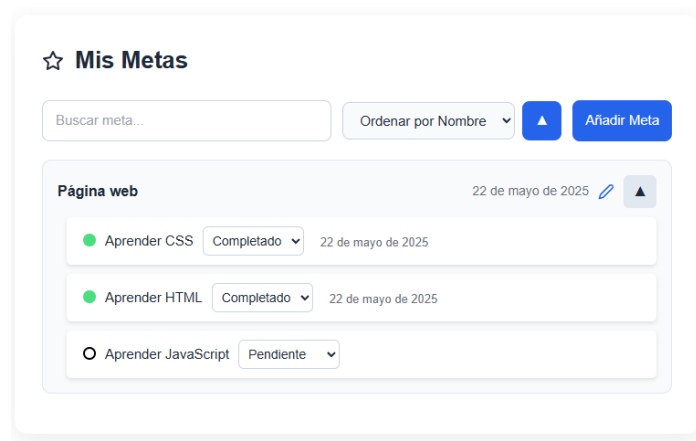 Mis Metas
Buscar meta... Ordenar por Nombre ▲ Añadir Meta
Página web 22 de mayo de 2025 ▲
Aprender CSS Completado 22 de mayo de 2025
Aprender HTML Completado 22 de mayo de 2025
Aprender JavaScript Pendiente